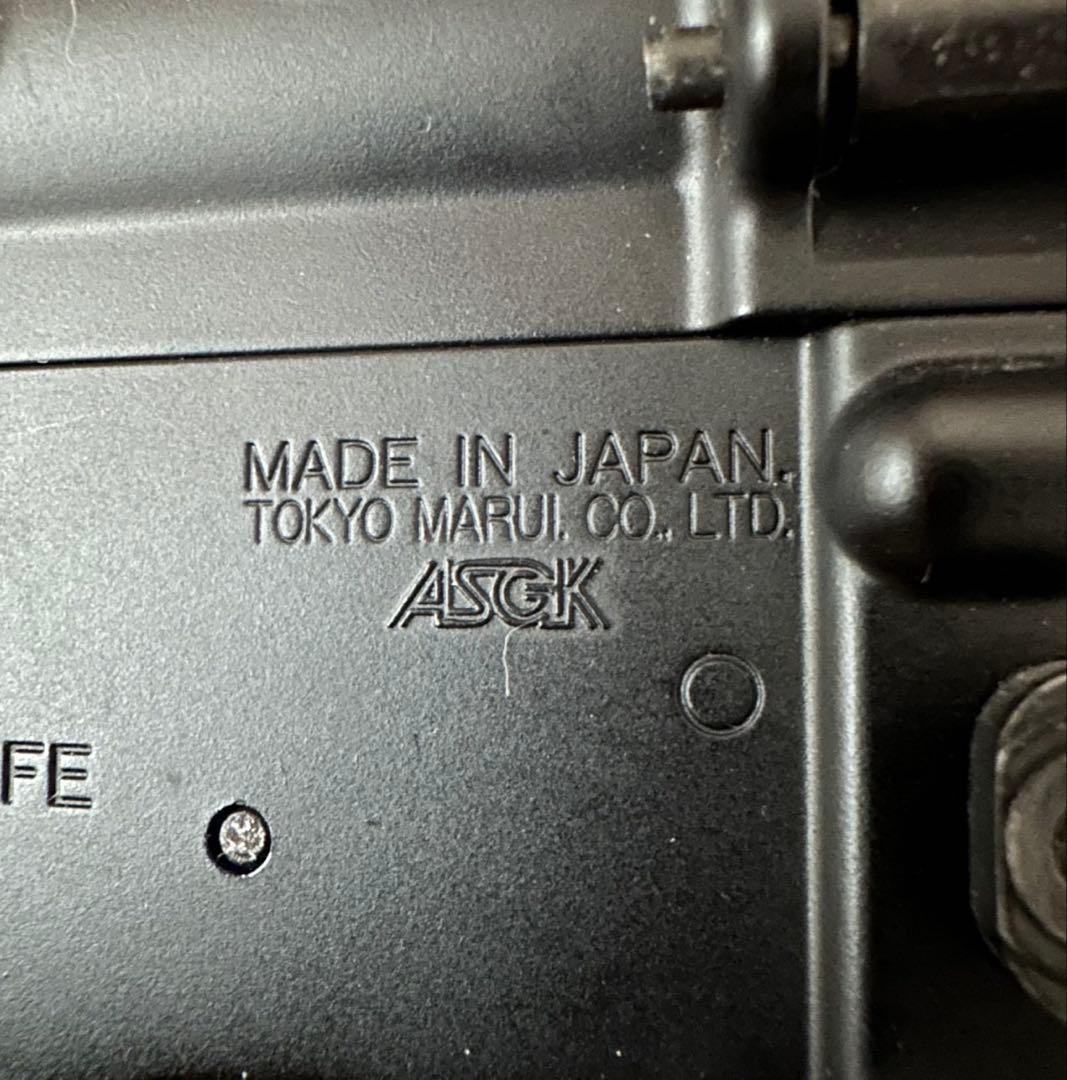 MADE IN JAPAN.
TOKYO MARUI. CO., LTD.
ASGK
FE